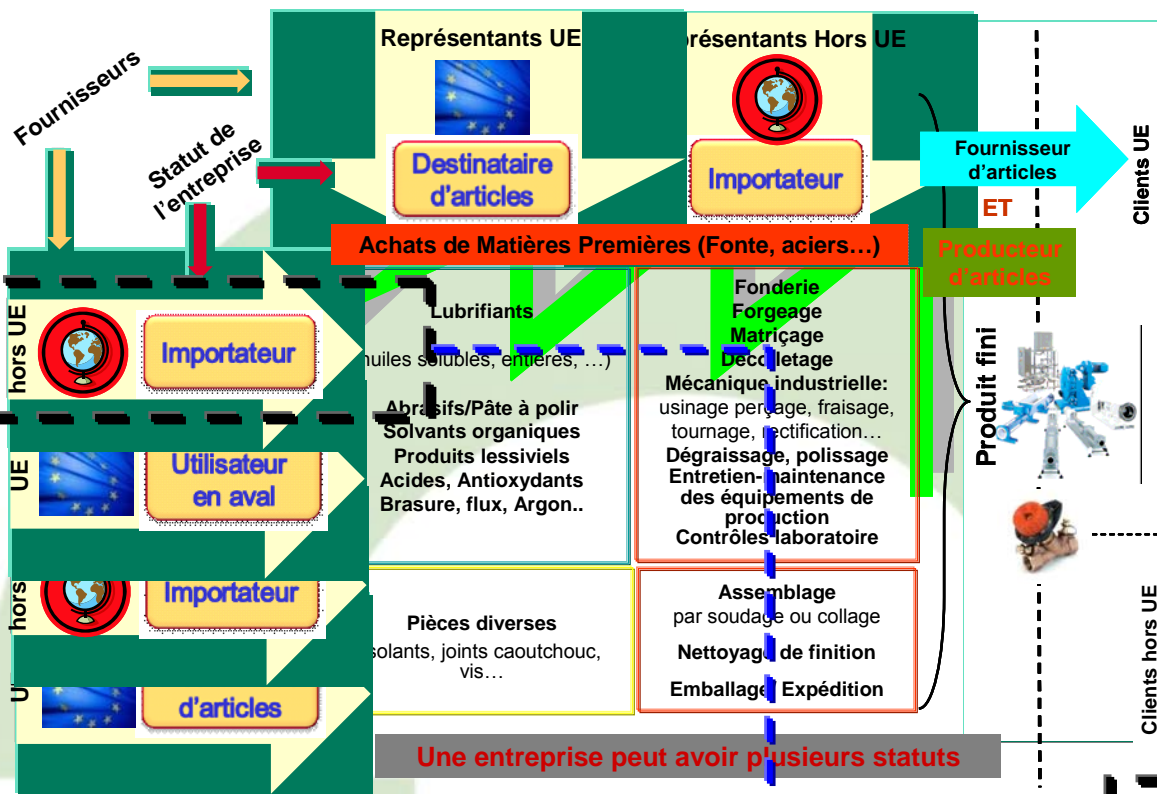 Représentants UE
présentants Hors UE
Fournisseurs
Statut de
l'entreprise
Destinataire
d'articles
Importateur
Fournisseur
d'articles
ET
Producteur
d'articles
Clients UE
Achats de Matières Premières (Fonte, aciers…)
hors UE
Importateur
Lubrifiants
huiles solubles, entières, …)
Abrasifs/Pâte à polir
Solvants organiques
Produits lessiviels
Acides, Antioxydants
Brasure, flux, Argon..
Fonderie
Forgeage
Matriçage
Décolletage
Mécanique industrielle:
usinage perçage, fraisage,
tournage, rectification…
Dégraissage, polissage
Entretien-maintenance
des équipements de
production
Contrôles laboratoire
Produit fini
UE
Utilisateur
en aval
hors
Importateur
Pièces diverses
solants, joints caoutchouc,
vis…
Assemblage
par soudage ou collage
Nettoyage de finition
Emballage, Expédition
Clients hors UE
d'articles
Une entreprise peut avoir plusieurs statuts